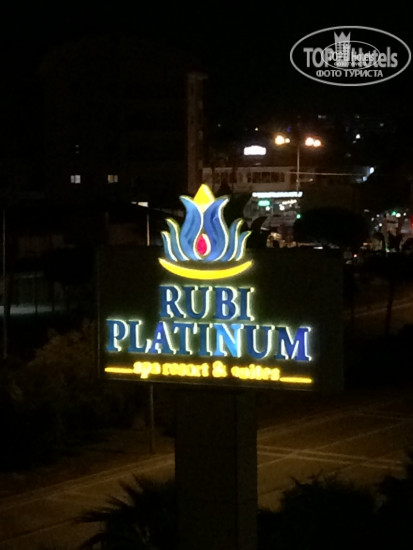 TOPHotels
ФОТО ТУРИСТА
RUBI
PLATINUM
spa resort & suites